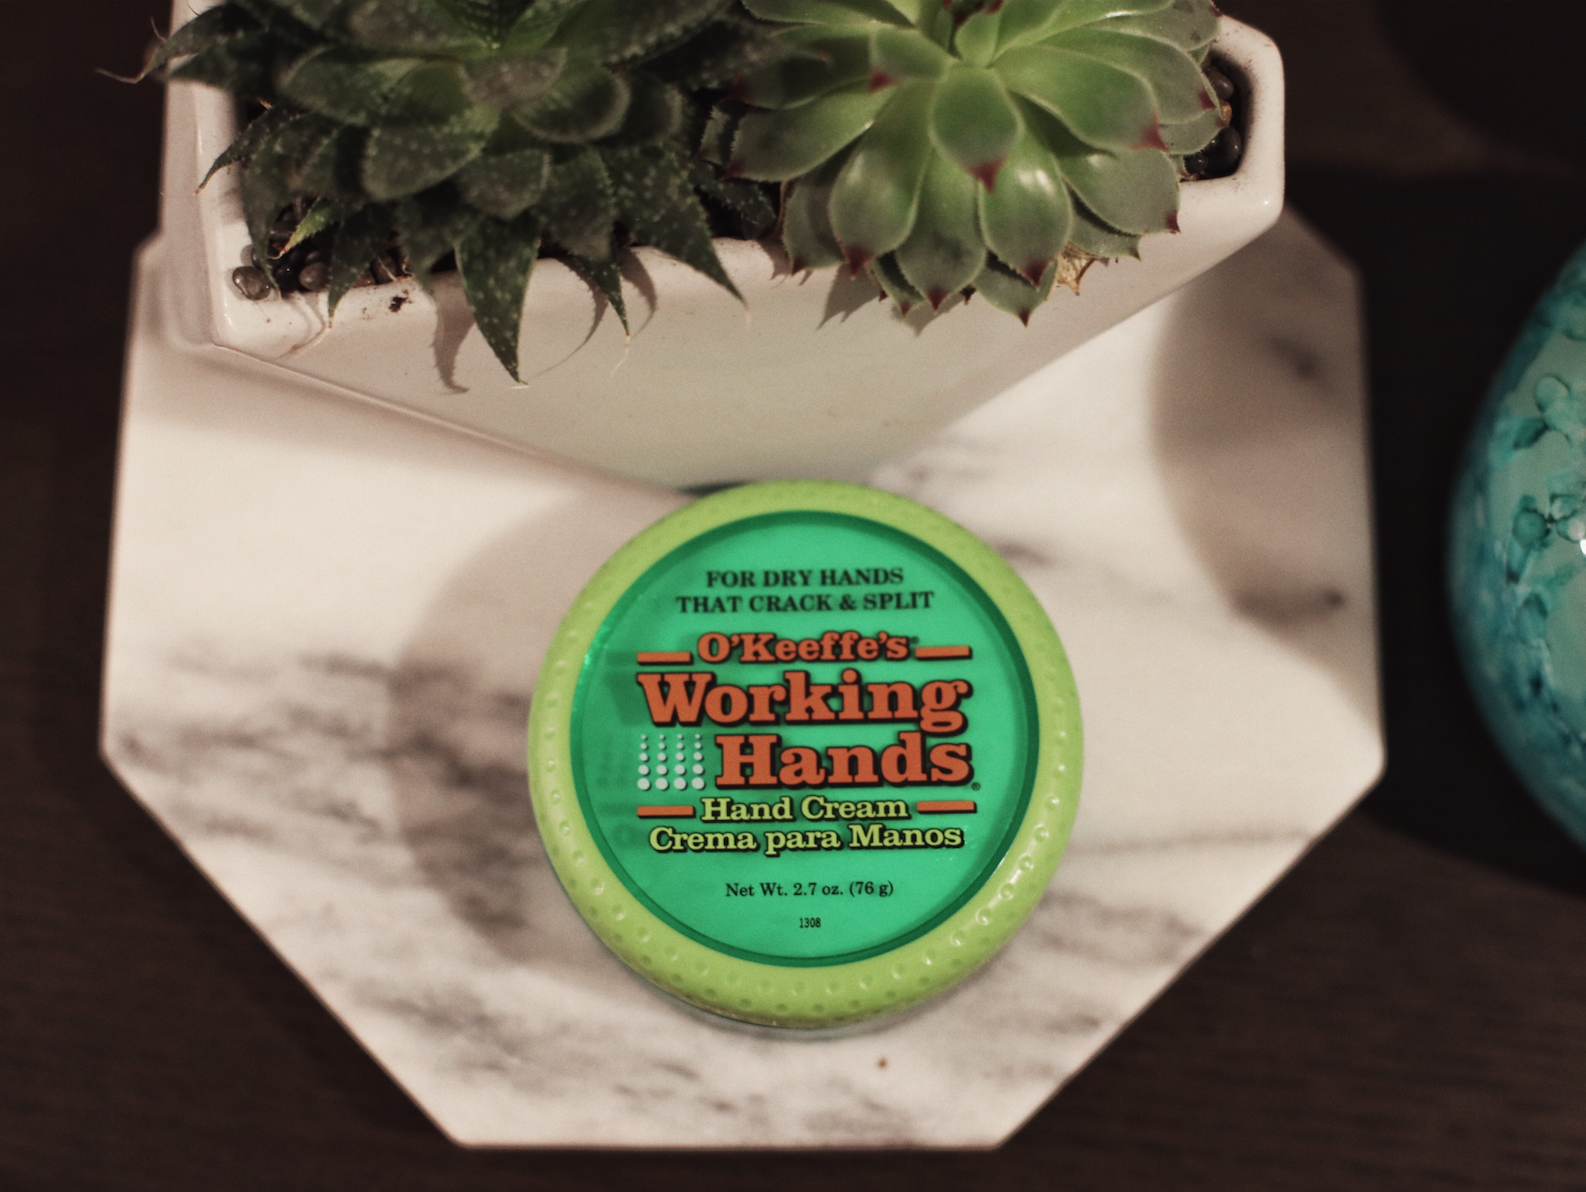 FOR DRY HANDS
THAT CRACK & SPLIT
O'Keeffe's
Working
Hands®
Hand Cream
Crema para Manos
Net Wt. 2.7 oz. (76 g)
1308